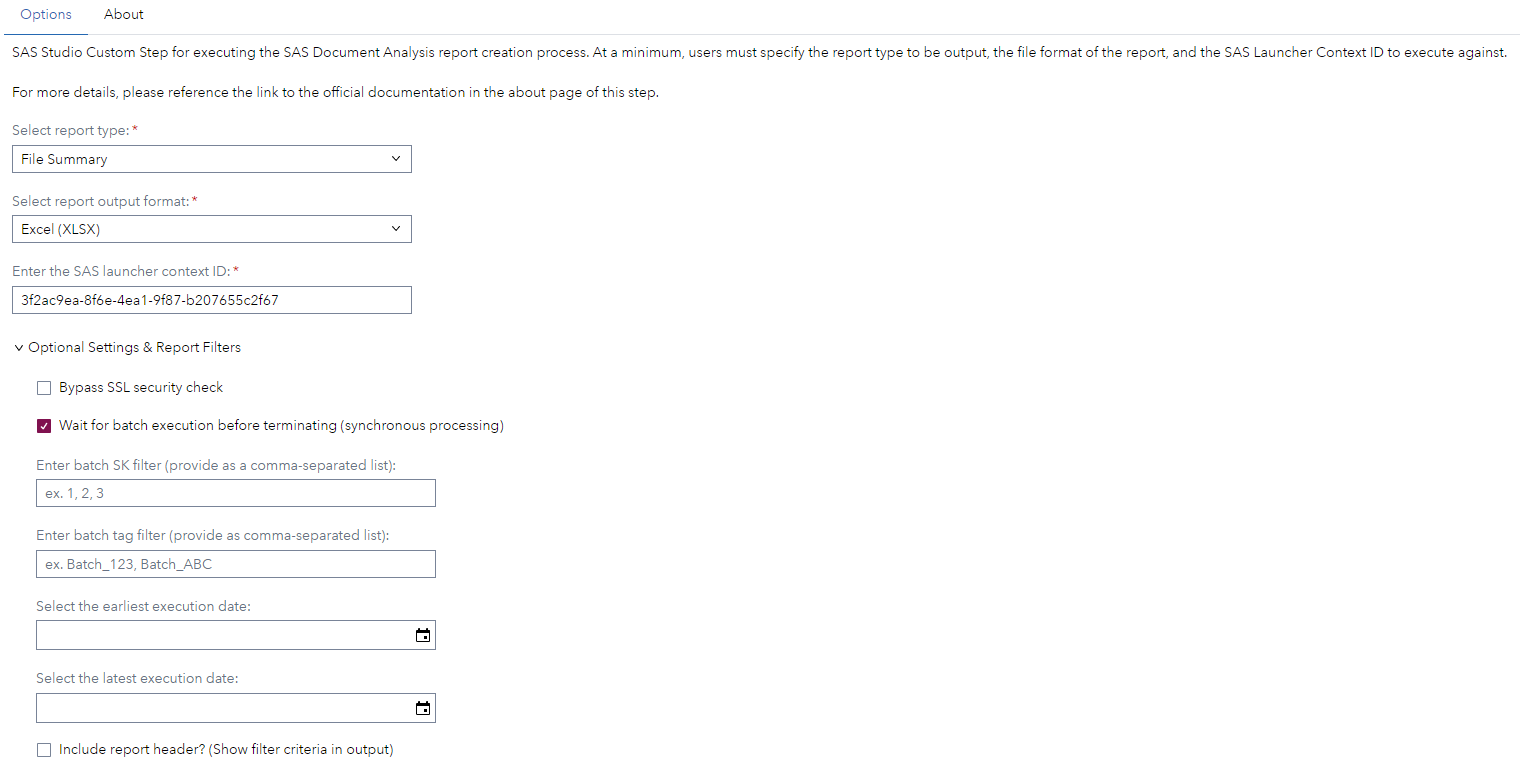 Options About
SAS Studio Custom Step for executing the SAS Document Analysis report creation process. At a minimum, users must specify the report type to be output, the file format of the report, and the SAS Launcher Context ID to execute against.
For more details, please reference the link to the official documentation in the about page of this step.
Select report type: *
File Summary
Select report output format: *
Excel (XLSX)
Enter the SAS launcher context ID: *
3f2ac9ea-8f6e-4ea1-9f87-b207655c2f67
Optional Settings & Report Filters
Bypass SSL security check
Wait for batch execution before terminating (synchronous processing)
Enter batch SK filter (provide as a comma-separated list):
ex. 1, 2, 3
Enter batch tag filter (provide as comma-separated list):
ex. Batch_123, Batch_ABC
Select the earliest execution date:
Select the latest execution date:
Include report header? (Show filter criteria in output)